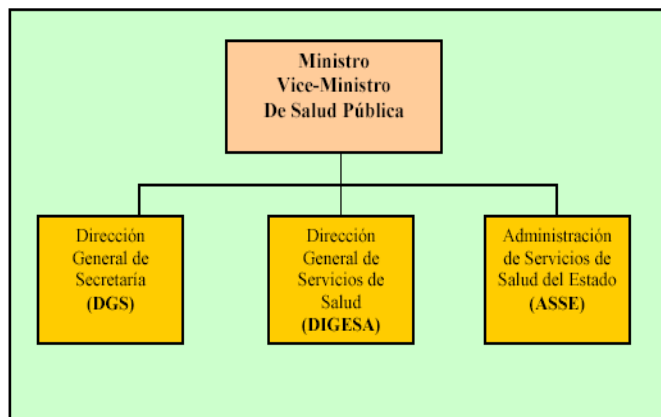 Ministro
Vice-Ministro
De Salud Pública
Dirección
General de
Secretaría
(DGS)
Dirección
General de
Servicios de
Salud
(DIGESA)
Administración
de Servicios de
Salud del Estado
(ASSE)